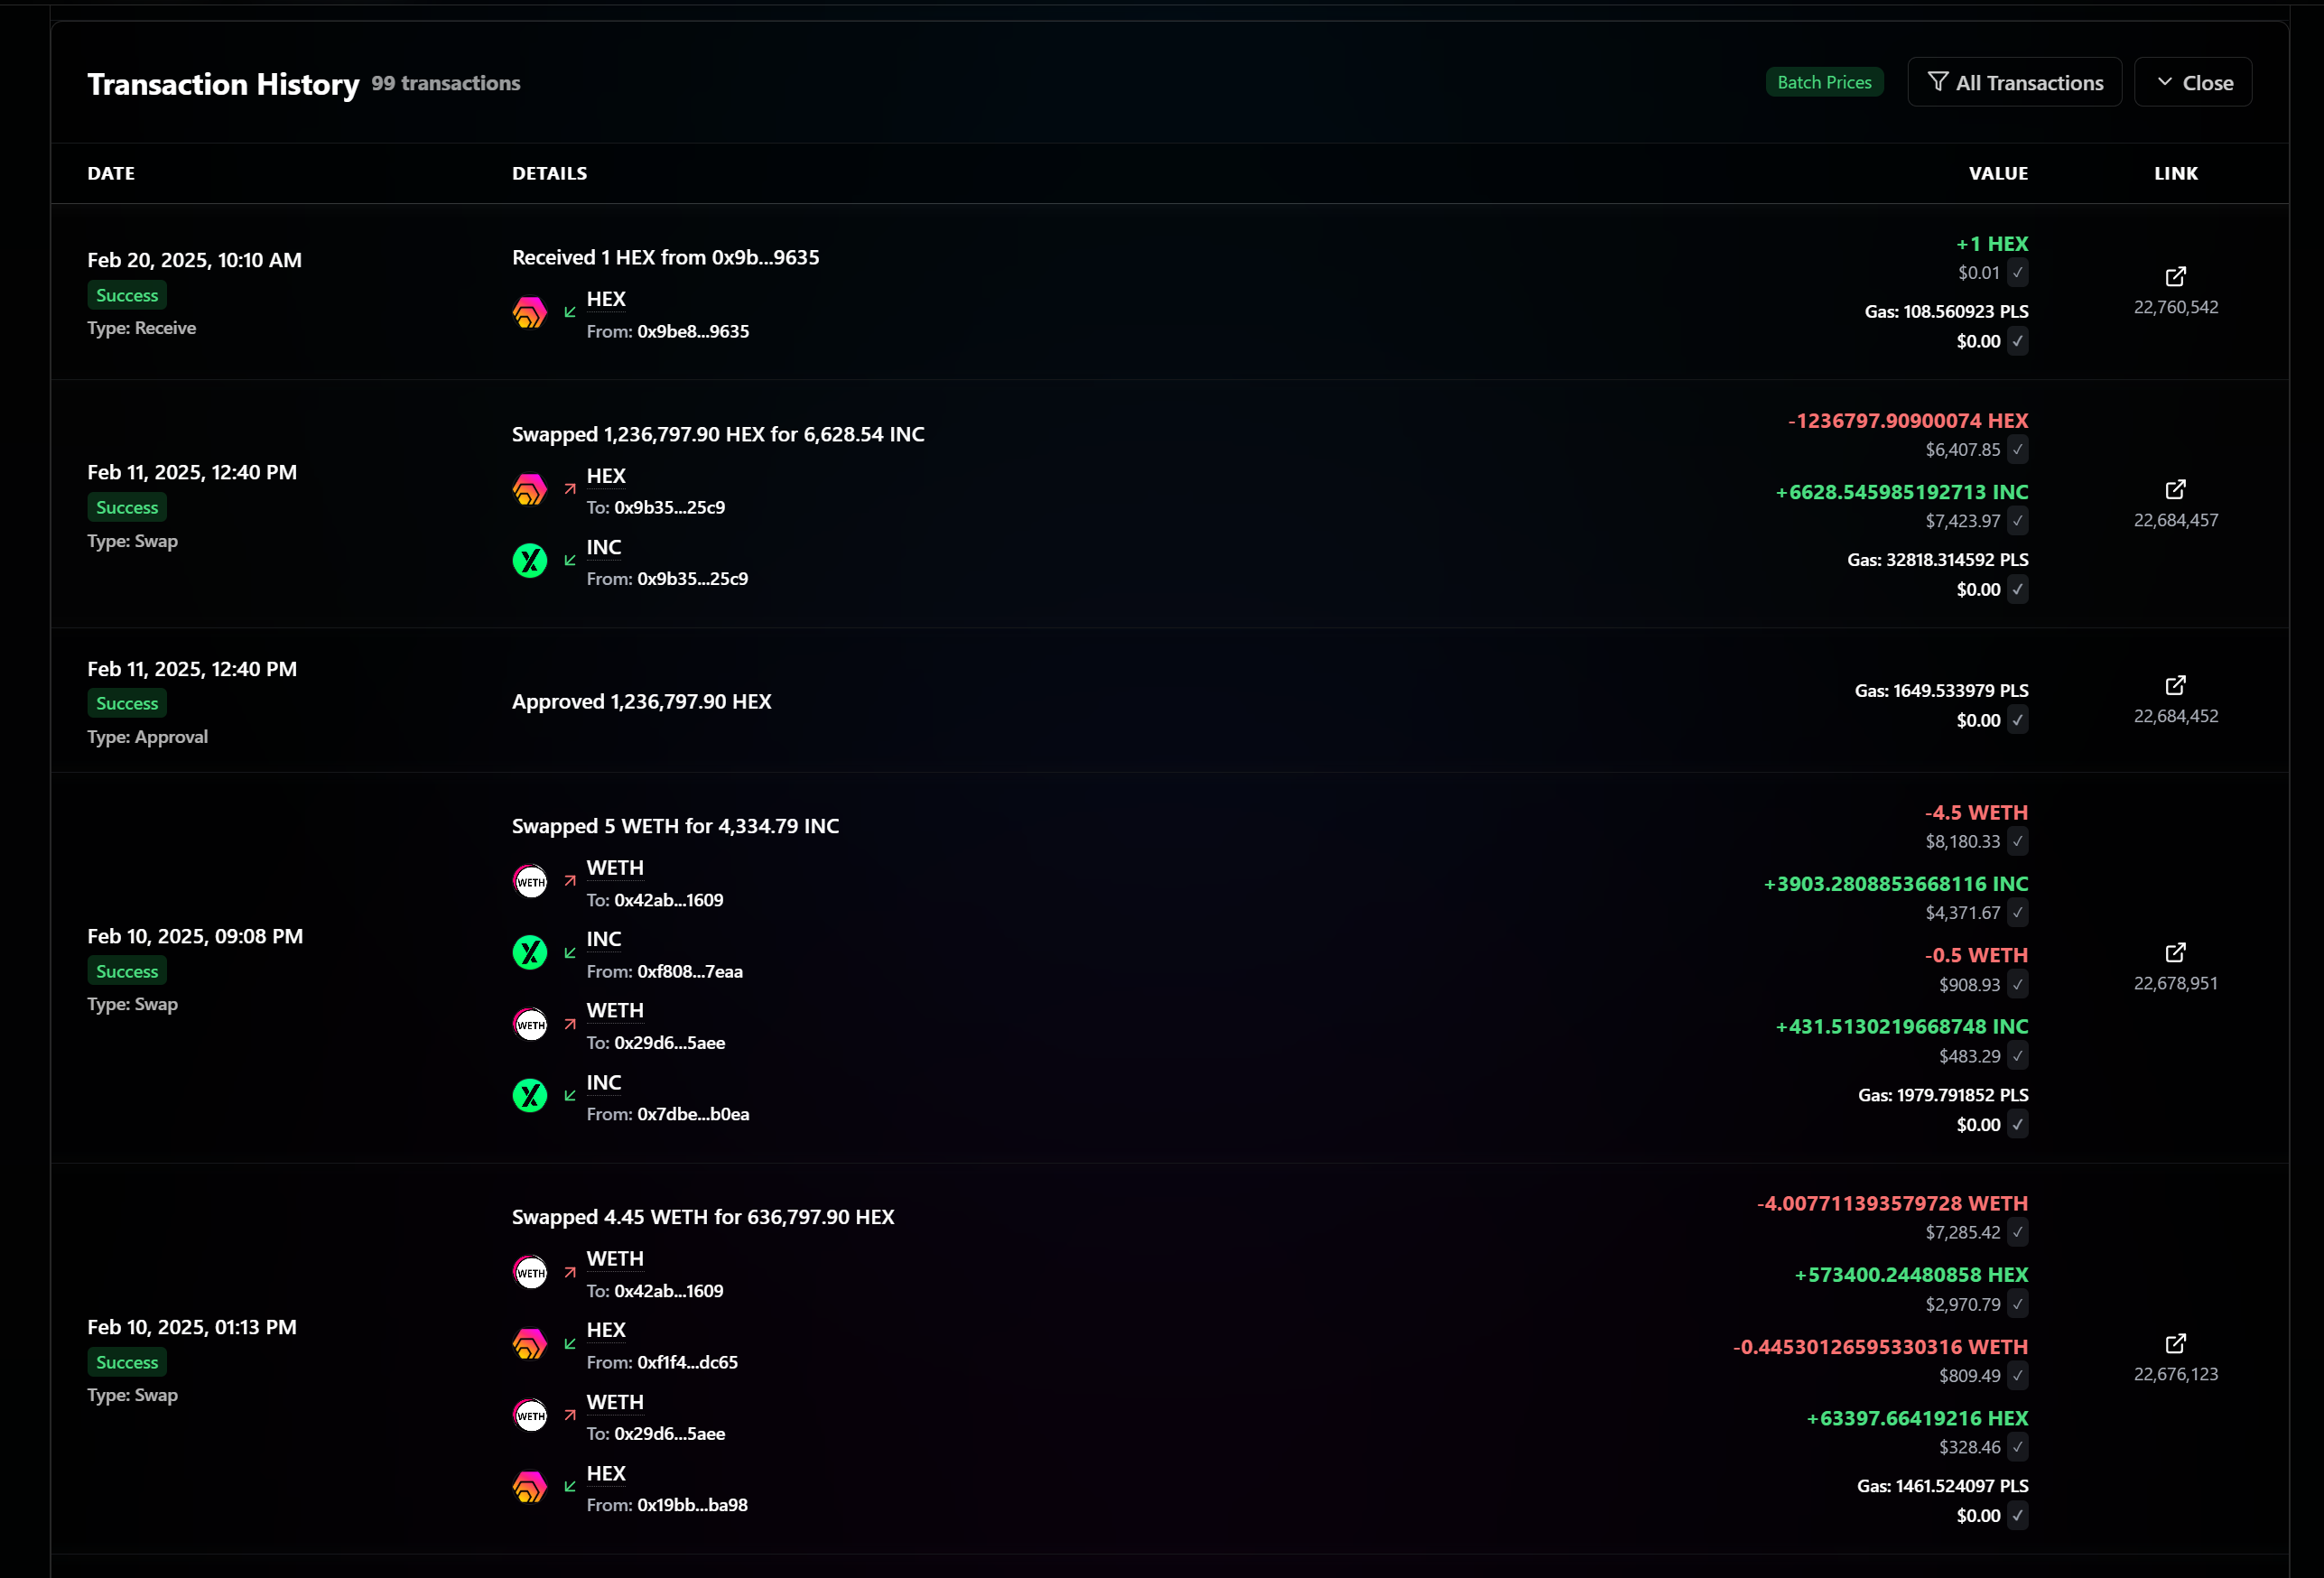 Transaction History 99 transactions
Batch Prices
All Transactions
Close
DATE DETAILS VALUE LINK
Feb 20, 2025, 10:10 AM
Success
Type: Receive
Received 1 HEX from 0x9b...9635
HEX
From: 0x9be8...9635
+1 HEX
$0.01 ✓
Gas: 108.560923 PLS
$0.00 ✓
22,760,542
Feb 11, 2025, 12:40 PM
Success
Type: Swap
Swapped 1,236,797.90 HEX for 6,628.54 INC
HEX
To: 0x9b35...25c9
INC
From: 0x9b35...25c9
-1236797.90900074 HEX
$6,407.85 ✓
+6628.545985192713 INC
$7,423.97 ✓
Gas: 32818.314592 PLS
$0.00 ✓
22,684,457
Feb 11, 2025, 12:40 PM
Success
Type: Approval
Approved 1,236,797.90 HEX
Gas: 1649.533979 PLS
$0.00 ✓
22,684,452
Feb 10, 2025, 09:08 PM
Success
Type: Swap
Swapped 5 WETH for 4,334.79 INC
WETH
WETH
To: 0x42ab...1609
INC
From: 0xf808...7eaa
WETH
WETH
To: 0x29d6...5aee
INC
From: 0x7dbe...b0ea
-4.5 WETH
$8,180.33 ✓
+3903.2808853668116 INC
$4,371.67 ✓
-0.5 WETH
$908.93 ✓
+431.5130219668748 INC
$483.29 ✓
Gas: 1979.791852 PLS
$0.00 ✓
22,678,951
Feb 10, 2025, 01:13 PM
Success
Type: Swap
Swapped 4.45 WETH for 636,797.90 HEX
WETH
WETH
To: 0x42ab...1609
HEX
From: 0xf1f4...dc65
WETH
WETH
To: 0x29d6...5aee
HEX
From: 0x19bb...ba98
-4.007711393579728 WETH
$7,285.42 ✓
+573400.24480858 HEX
$2,970.79 ✓
-0.44530126595330316 WETH
$809.49 ✓
+63397.66419216 HEX
$328.46 ✓
Gas: 1461.524097 PLS
$0.00 ✓
22,676,123